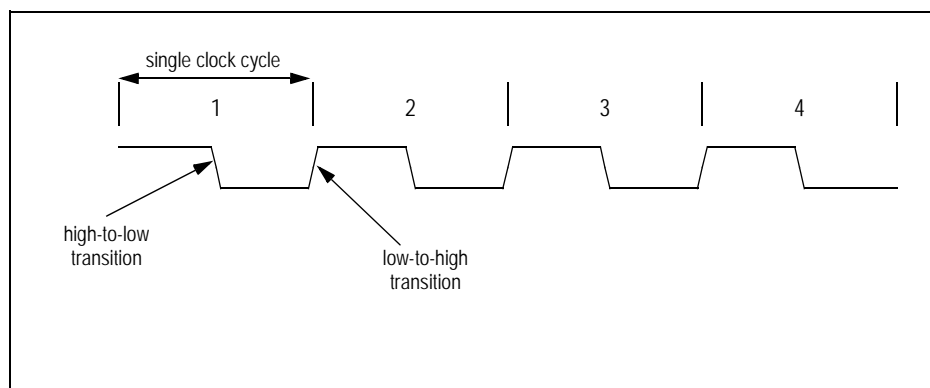 single clock cycle
1 2 3 4
high-to-low
transition
low-to-high
transition